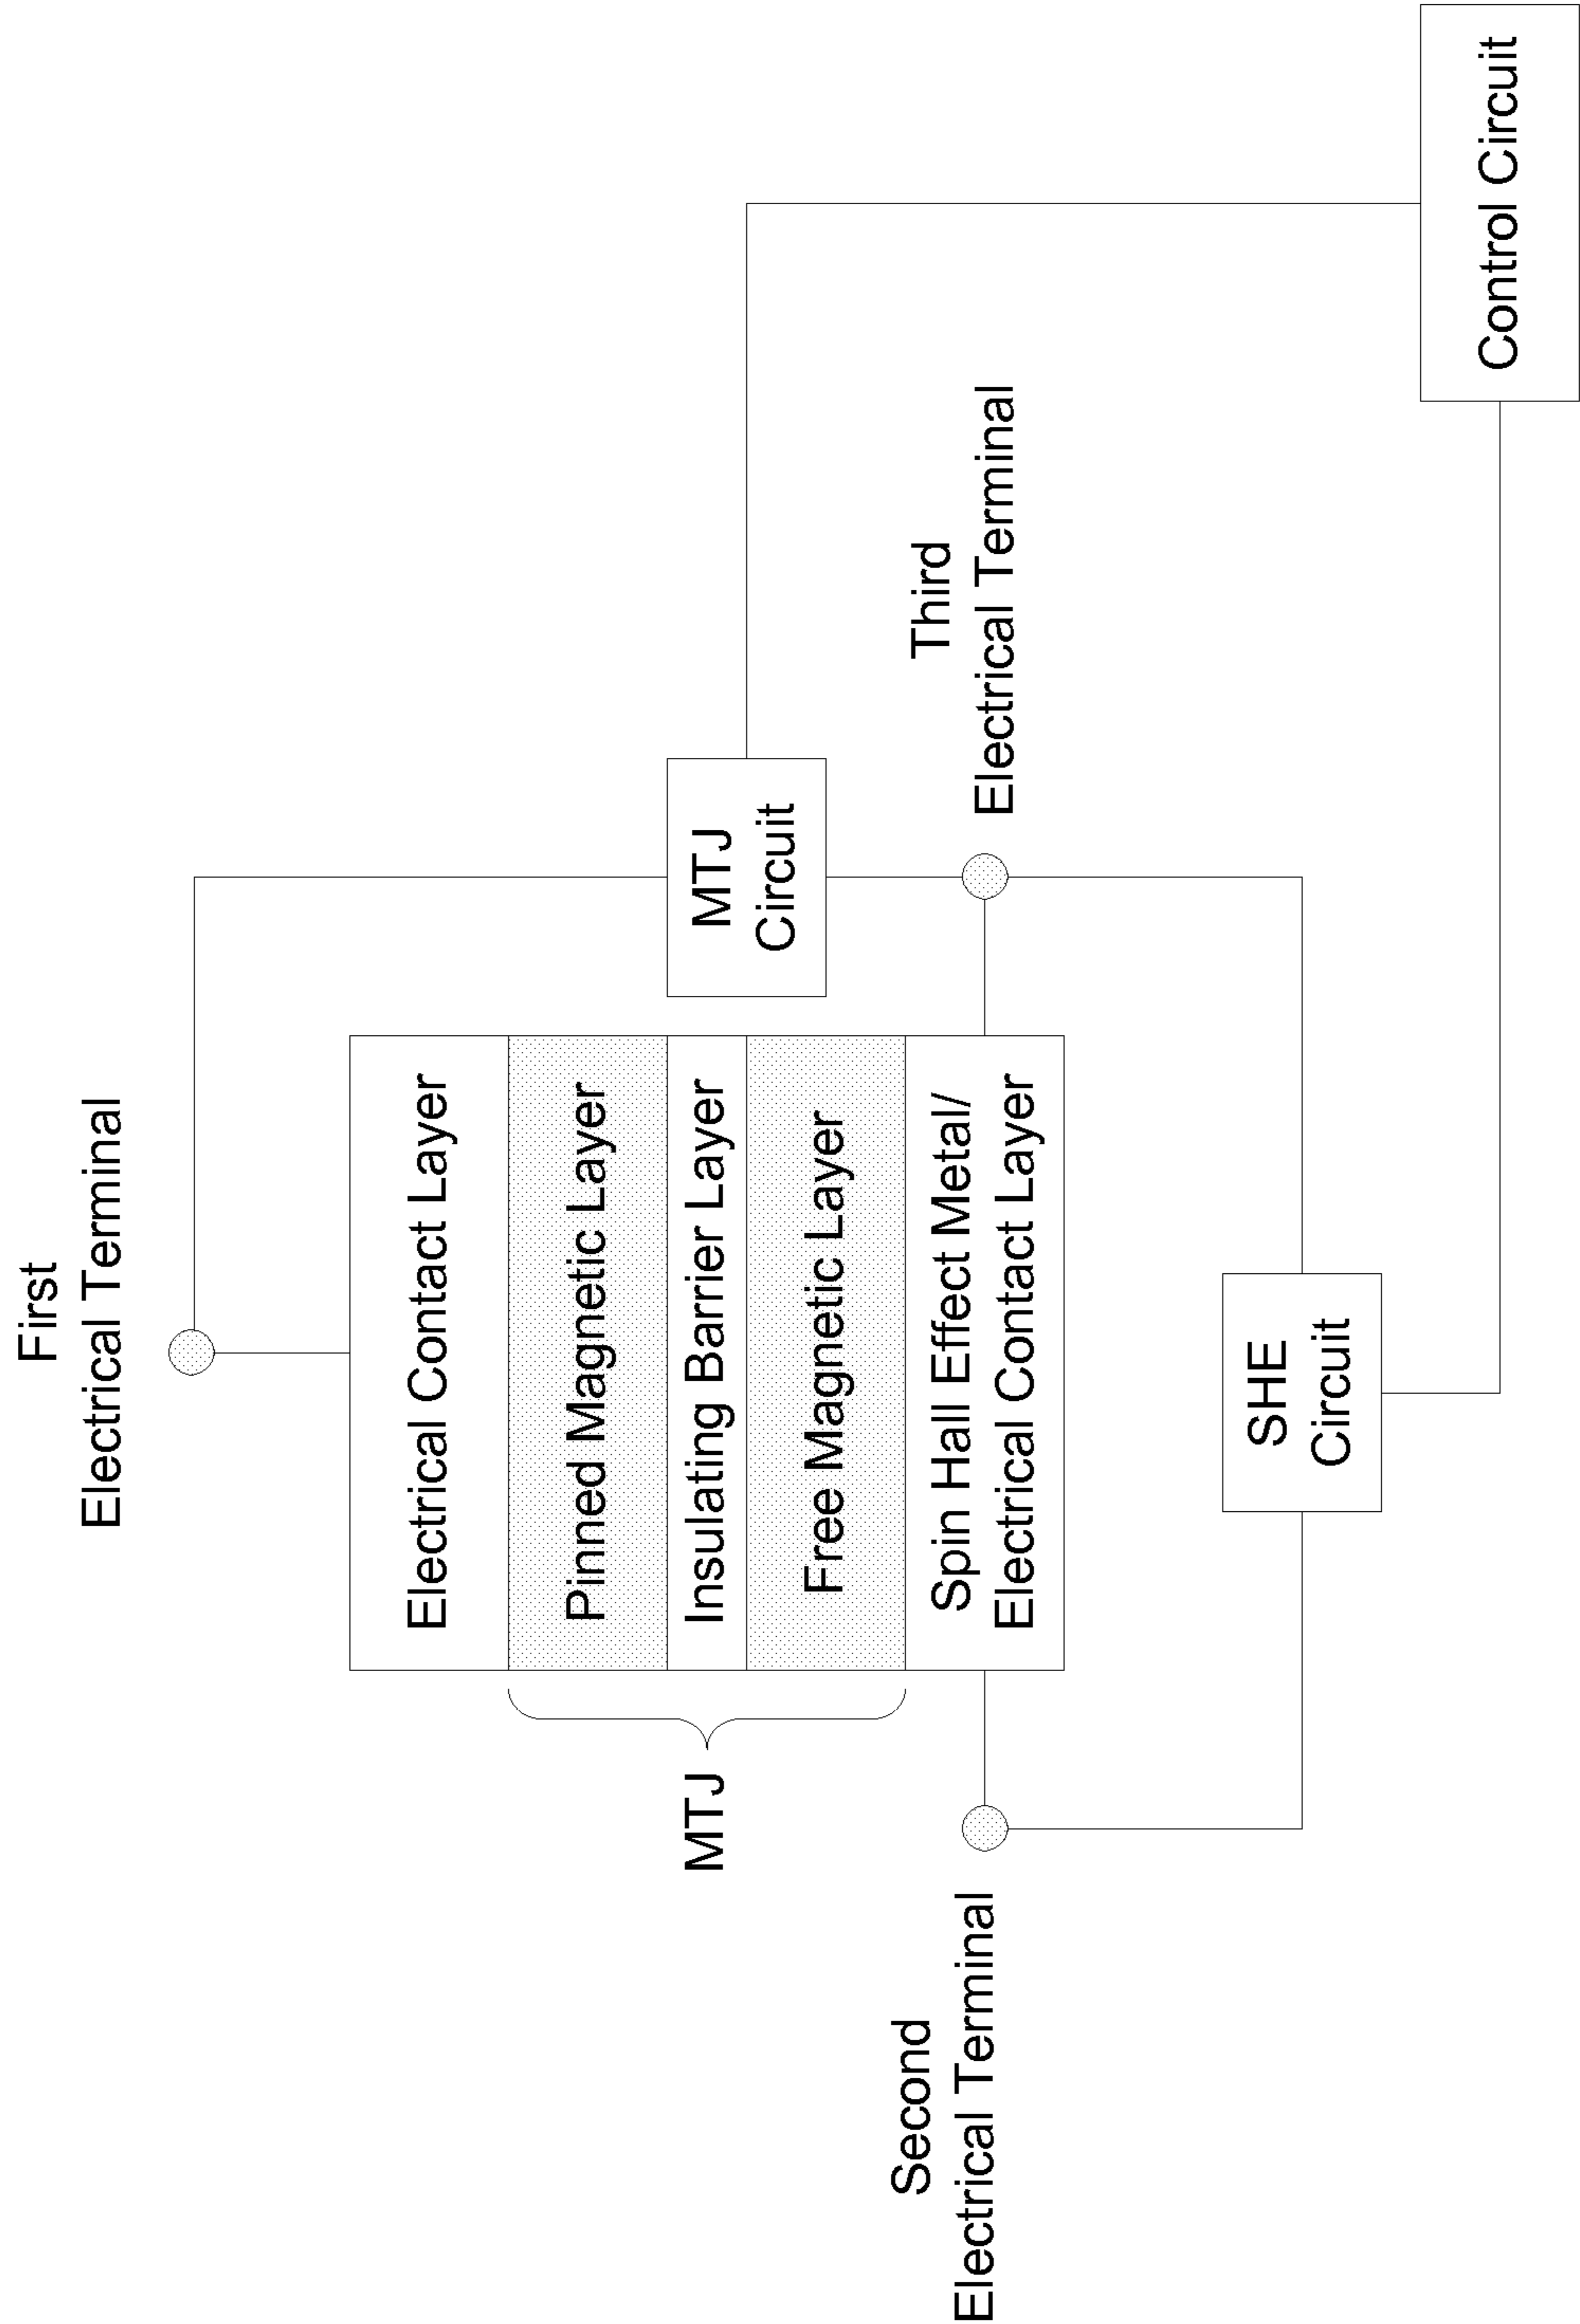 First
Electrical Terminal
Electrical Contact Layer
Pinned Magnetic Layer
Insulating Barrier Layer
Free Magnetic Layer
Spin Hall Effect Metal/
Electrical Contact Layer
MTJ
MTJ
Circuit
Second
Electrical Terminal
Third
Electrical Terminal
SHE
Circuit
Control Circuit